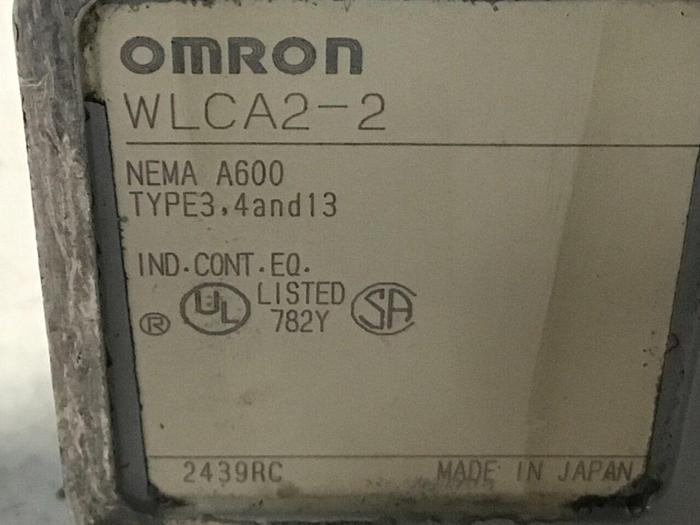 OMRON
WLCA2-2
NEMA A600
TYPE3,4and13
IND.CONT.EQ.
® UL LISTED SA
782Y
2439RC MADE IN JAPAN